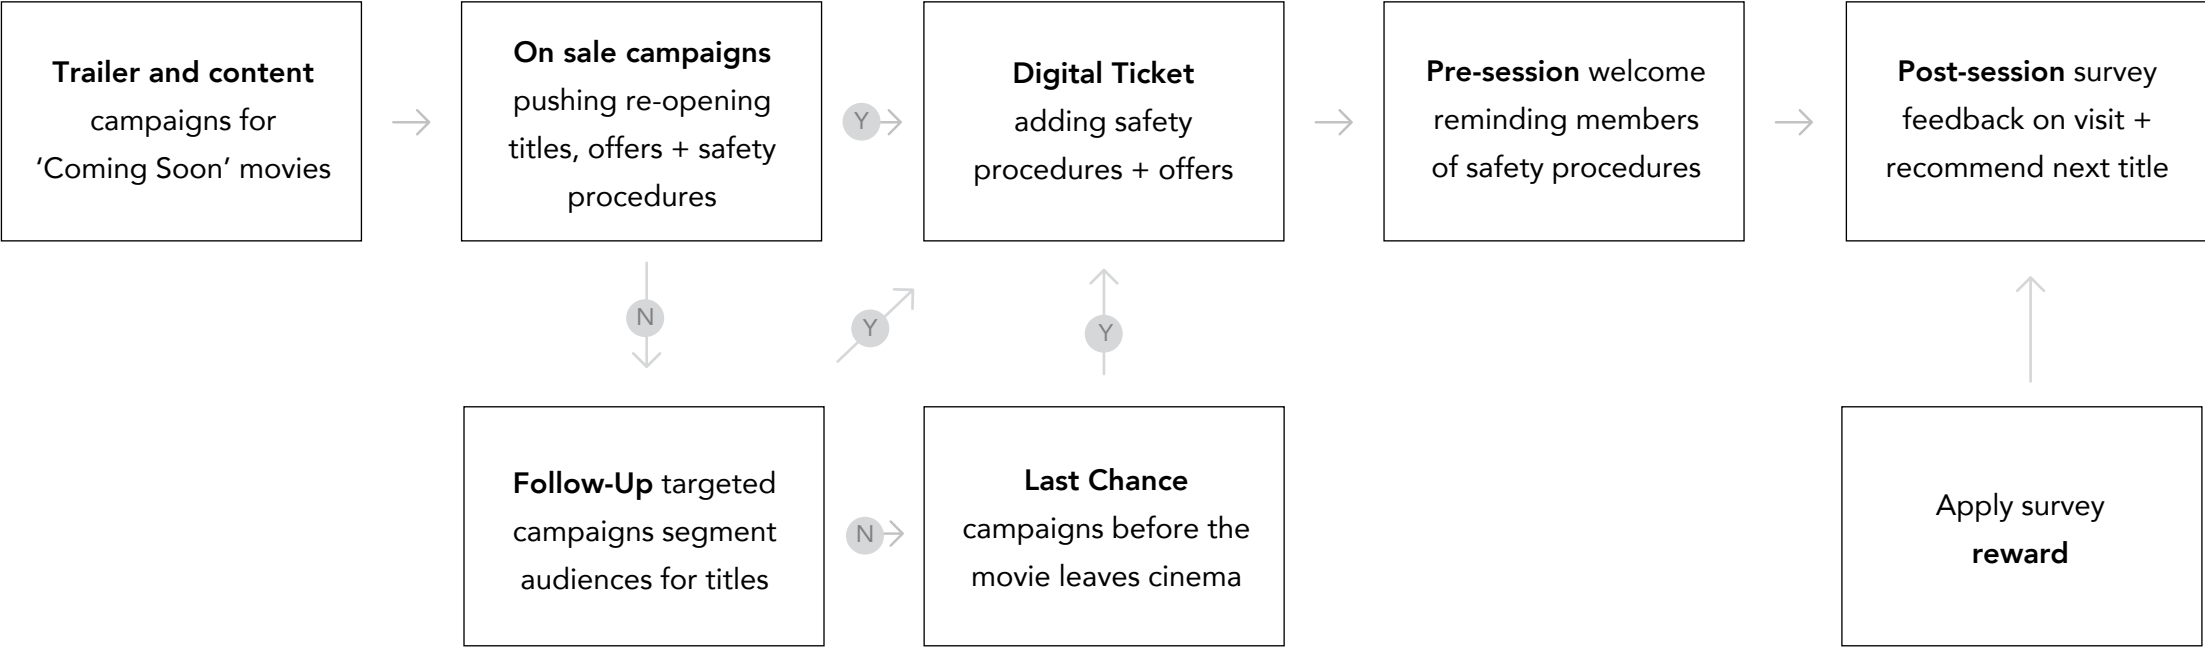 Trailer and content
campaigns for
‘Coming Soon’ movies
On sale campaigns
pushing re-opening
titles, offers + safety
procedures
Y
Digital Ticket
adding safety
procedures + offers
Pre-session welcome
reminding members
of safety procedures
Post-session survey
feedback on visit +
recommend next title
N
Y
Y
Follow-Up targeted
campaigns segment
audiences for titles
N
Last Chance
campaigns before the
movie leaves cinema
Apply survey
reward